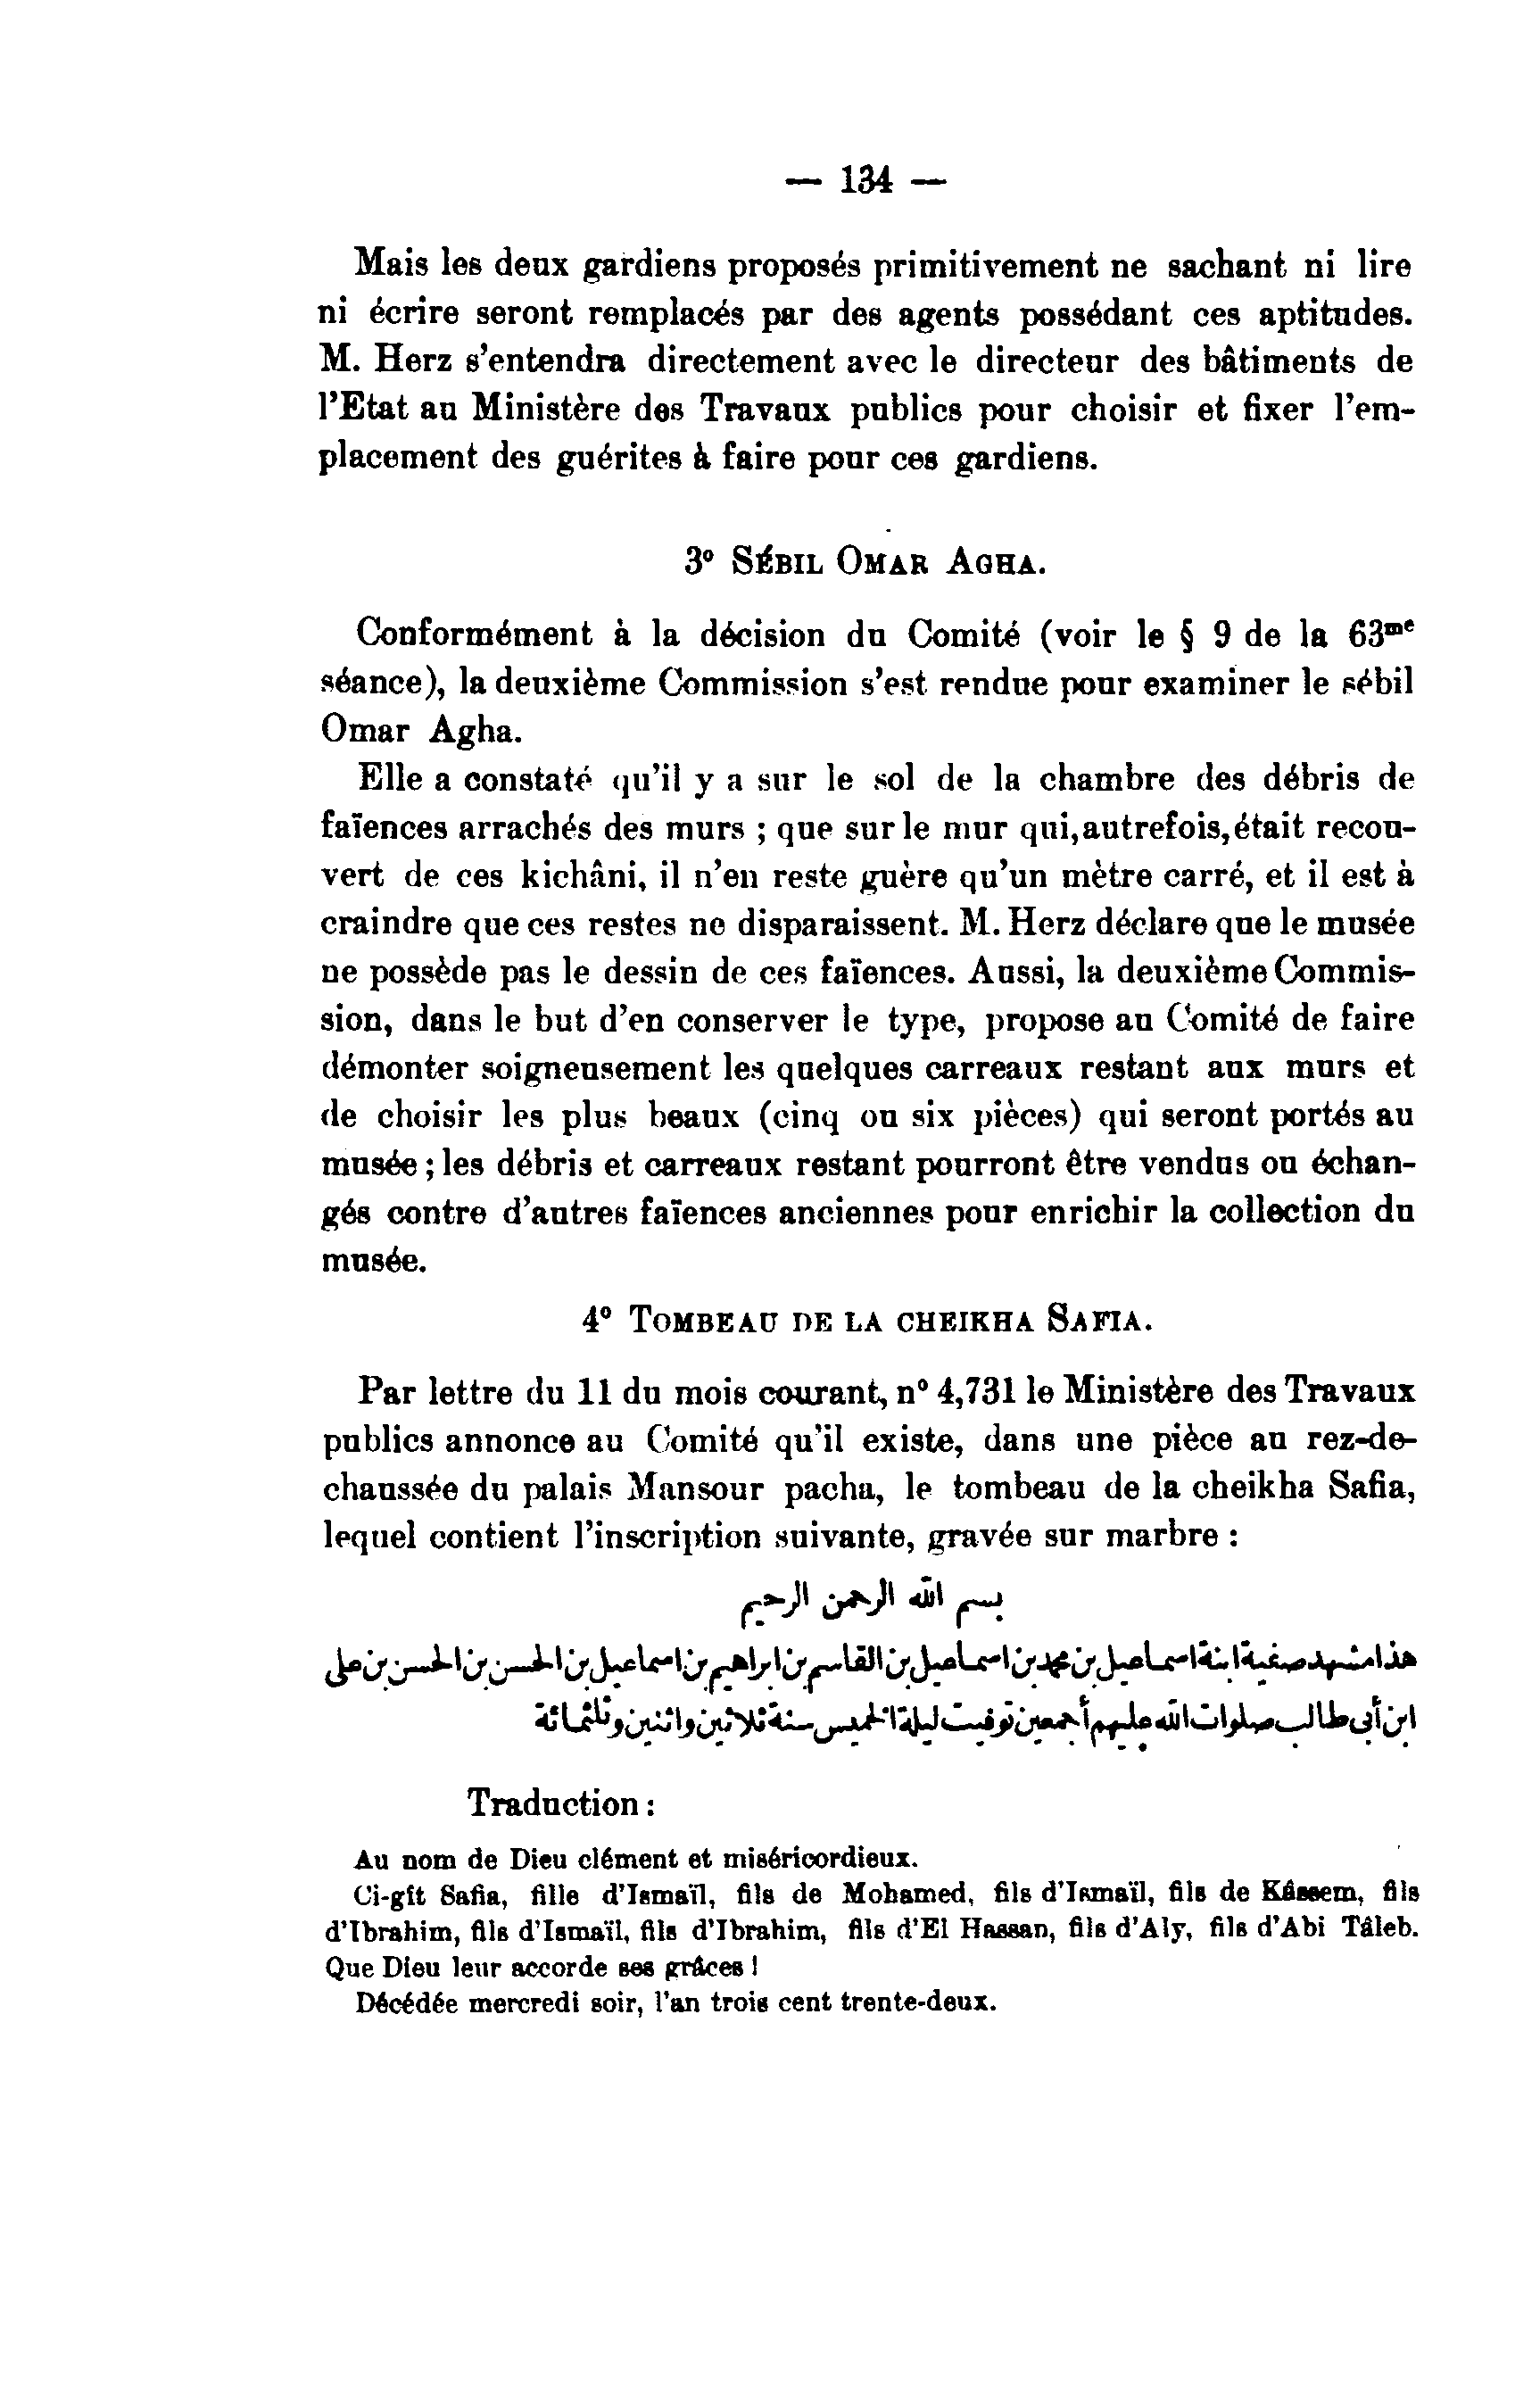 — 134 —
Mais les deux gardiens proposés primitivement ne sachant ni lire
ni écrire seront remplacés par des agents possédant ces aptitudes.
M. Herz s'entendra directement avec le directeur des bâtiments de
l'Etat au Ministère des Travaux publics pour choisir et fixer l'em-
placement des guérites à faire pour ces gardiens.
3° SÉBIL OMAR AGHA.
Conformément à la décision du Comité (voir le § 9 de la 63me
séance), la deuxième Commission s'est rendue pour examiner le sébil
Omar Agha.
Elle a constaté qu'il y a sur le sol de la chambre des débris de
faïences arrachés des murs ; que sur le mur qui, autrefois, était recou-
vert de ces kichâni, il n'en reste guère qu'un mètre carré, et il est à
craindre que ces restes ne disparaissent. M. Herz déclare que le musée
ne possède pas le dessin de ces faïences. Aussi, la deuxième Commis-
sion, dans le but d'en conserver le type, propose au Comité de faire
démonter soigneusement les quelques carreaux restant aux murs et
de choisir les plus beaux (cinq ou six pièces) qui seront portés au
musée ; les débris et carreaux restant pourront être vendus ou échan-
gés contre d'autres faïences anciennes pour enrichir la collection du
musée.
4° TOMBEAU DE LA CHEIKHA SAFIA.
Par lettre du 11 du mois courant, n° 4,731 le Ministère des Travaux
publics annonce au Comité qu'il existe, dans une pièce au rez-de-
chaussée du palais Mansour pacha, le tombeau de la cheikha Safia,
lequel contient l'inscription suivante, gravée sur marbre :
بسم الله الرحمن الرحيم
هذا مشهد صفية ابنة اسماعيل بن محمد بن اسماعيل بن القاسم بن ابراهيم بن اسماعيل بن الحسن بن الحسن بن على
ابن أبى طالب صلوات الله عليهم أجمعين توفيت ليلة الخميس سنة ثلاثين واثنين وثلثمائة
Traduction :
Au nom de Dieu clément et miséricordieux.
Ci-gît Safia, fille d'Ismaïl, fils de Mohamed, fils d'Ismaïl, fils de Kâssem, fils
d'Ibrahim, fils d'Ismaïl, fils d'Ibrahim, fils d'El Hassan, fils d'Aly, fils d'Abi Tâleb.
Que Dieu leur accorde ses grâces !
Décédée mercredi soir, l'an trois cent trente-deux.